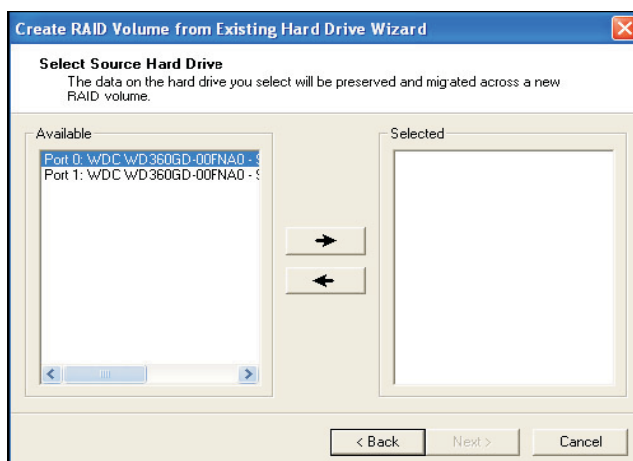 Create RAID Volume from Existing Hard Drive Wizard
Select Source Hard Drive
The data on the hard drive you select will be preserved and migrated across a new
RAID volume.
Available
Selected
Port 0: WDC WD360GD-00FNA0 - S
Port 1: WDC WD360GD-00FNA0 - S
< Back
Next >
Cancel